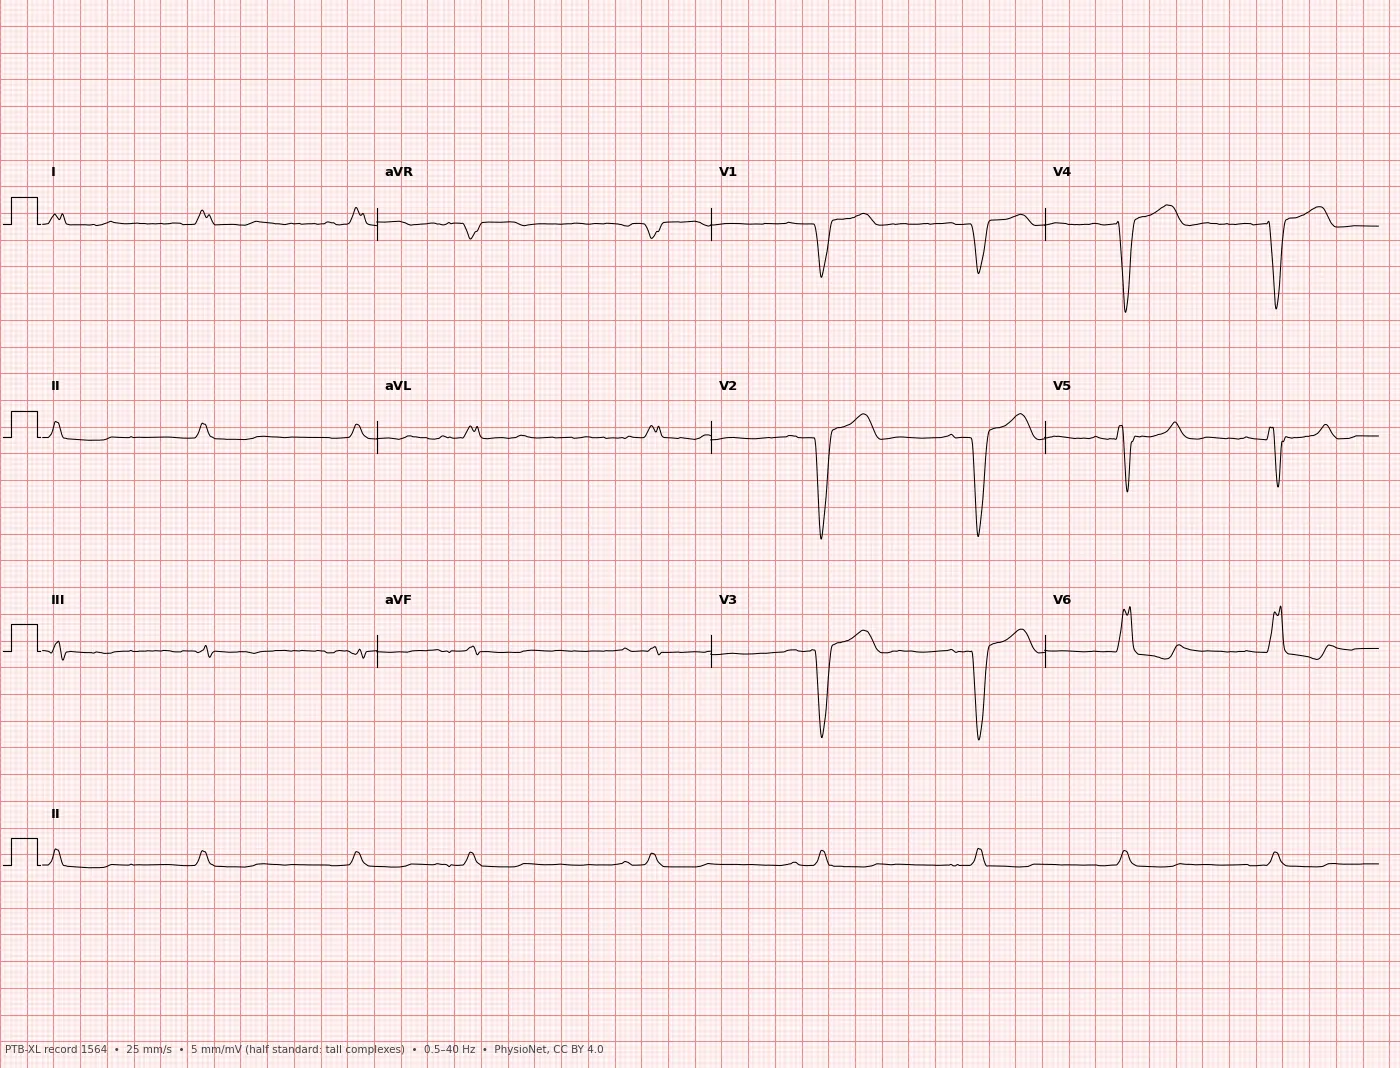 I aVR V1 V4
II aVL V2 V5
III aVF V3 V6
II
PTB-XL record 1564 • 25 mm/s • 5 mm/mV (half standard: tall complexes) • 0.5–40 Hz • PhysioNet, CC BY 4.0